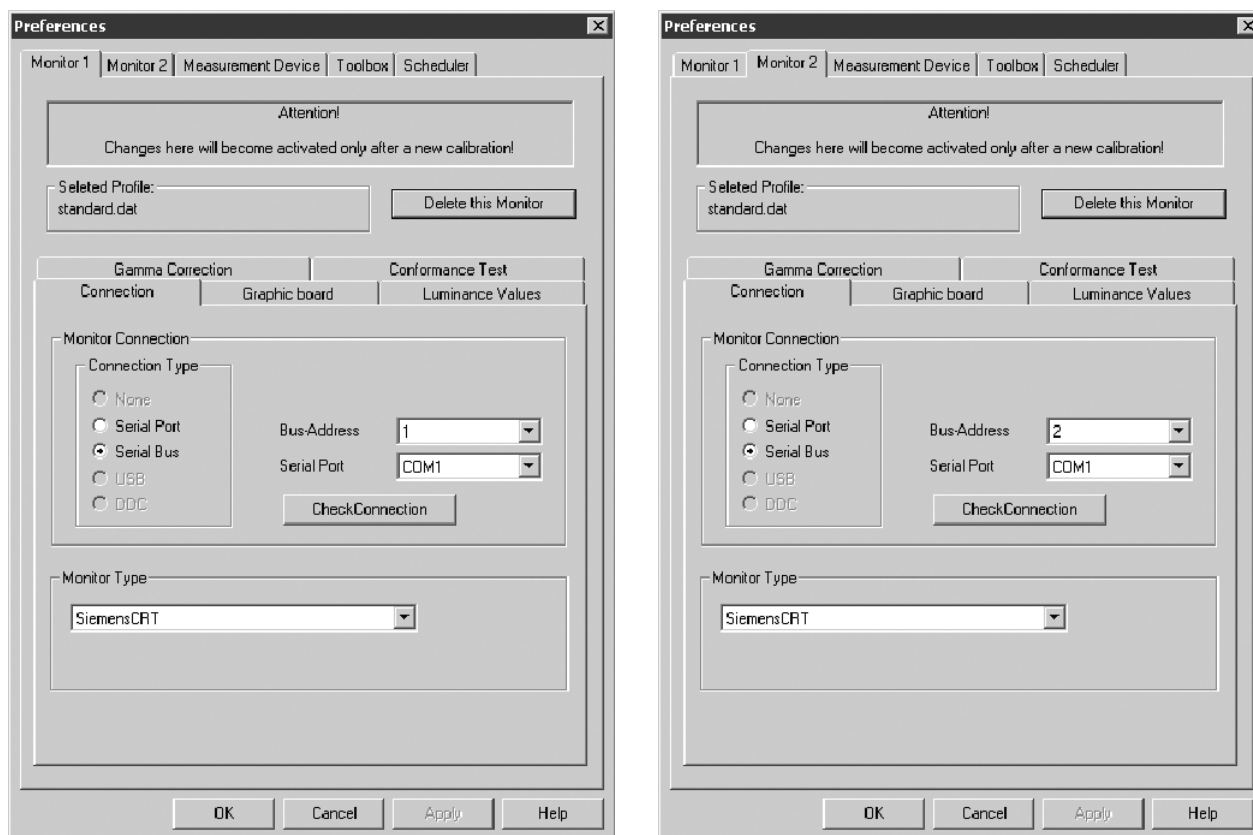 Preferences
Monitor 1 Monitor 2 Measurement Device Toolbox Scheduler
Attention!
Changes here will become activated only after a new calibration!
Seleted Profile:
standard.dat
Delete this Monitor
Gamma Correction Conformance Test
Connection Graphic board Luminance Values
Monitor Connection
Connection Type
None
Serial Port
Serial Bus
USB
DDC
Bus-Address 1
Serial Port COM1
CheckConnection
Monitor Type
SiemensCRT
OK Cancel Apply Help
Preferences
Monitor 1 Monitor 2 Measurement Device Toolbox Scheduler
Attention!
Changes here will become activated only after a new calibration!
Seleted Profile:
standard.dat
Delete this Monitor
Gamma Correction Conformance Test
Connection Graphic board Luminance Values
Monitor Connection
Connection Type
None
Serial Port
Serial Bus
USB
DDC
Bus-Address 2
Serial Port COM1
CheckConnection
Monitor Type
SiemensCRT
OK Cancel Apply Help